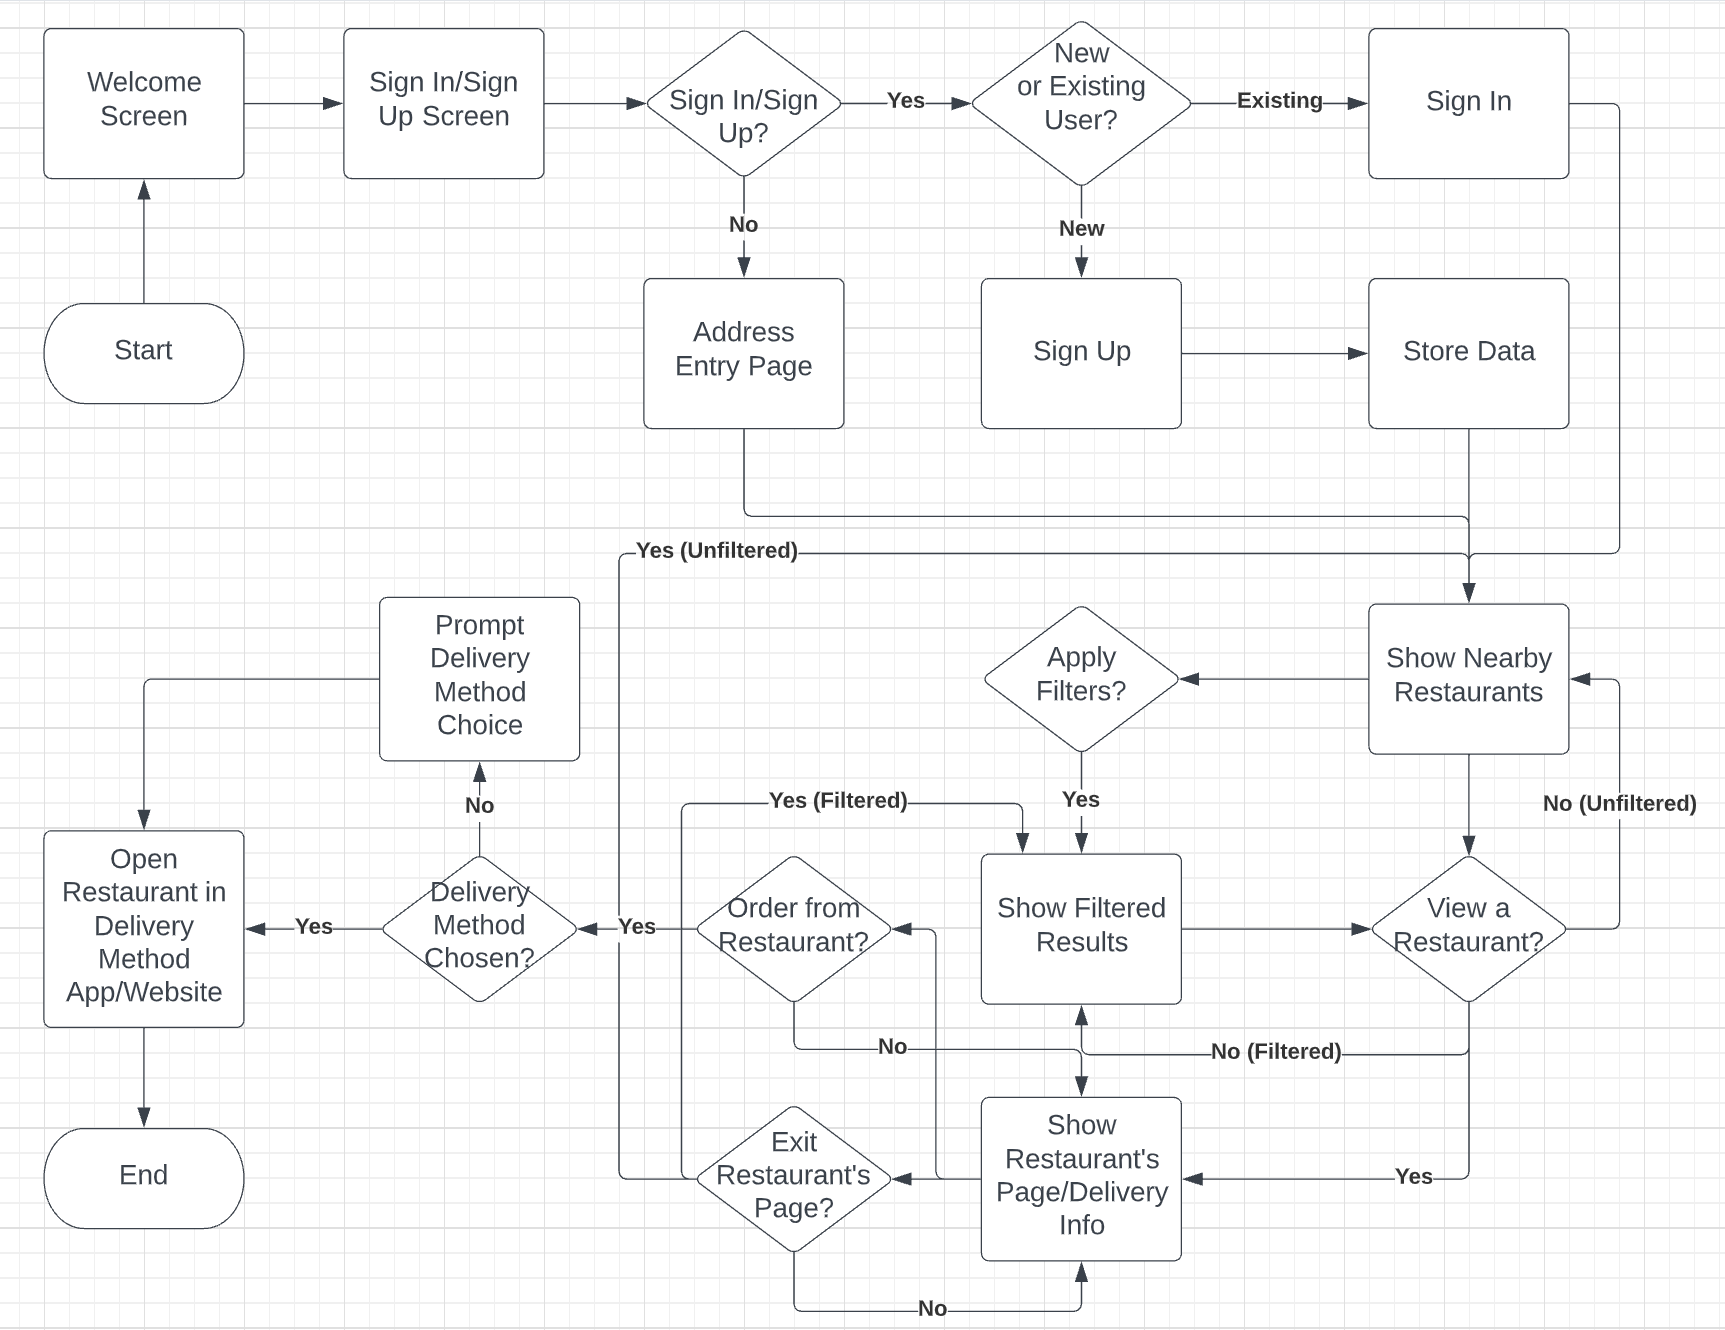 Welcome
Screen
Sign In/Sign
Up Screen
Sign In/Sign
Up?
Yes
New
or Existing
User?
Existing
Sign In
No
New
Start
Address
Entry Page
Sign Up
Store Data
Yes (Unfiltered)
Prompt
Delivery
Method
Choice
Apply
Filters?
Show Nearby
Restaurants
No
Yes (Filtered)
Yes
No (Unfiltered)
Open
Restaurant in
Delivery
Method
App/Website
Yes
Delivery
Method
Chosen?
Yes
Order from
Restaurant?
Show Filtered
Results
View a
Restaurant?
No
No (Filtered)
End
Exit
Restaurant's
Page?
Show
Restaurant's
Page/Delivery
Info
Yes
No